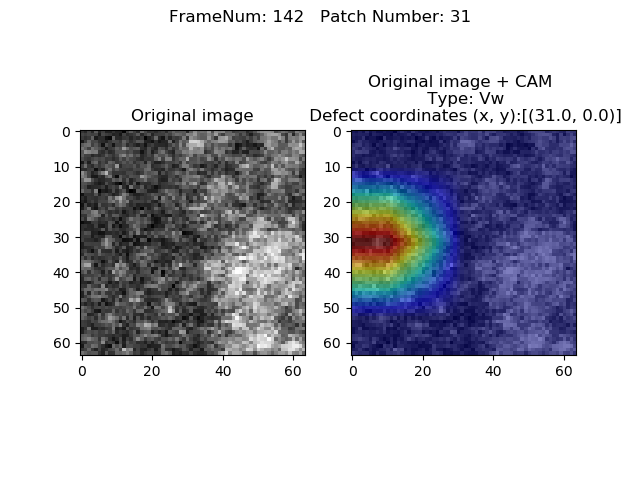 FrameNum: 142   Patch Number: 31
Original image
0
10
20
30
40
50
60
0 20 40 60
Original image + CAM
Type: Vw
Defect coordinates (x, y):[(31.0, 0.0)]
0
10
20
30
40
50
60
0 20 40 60